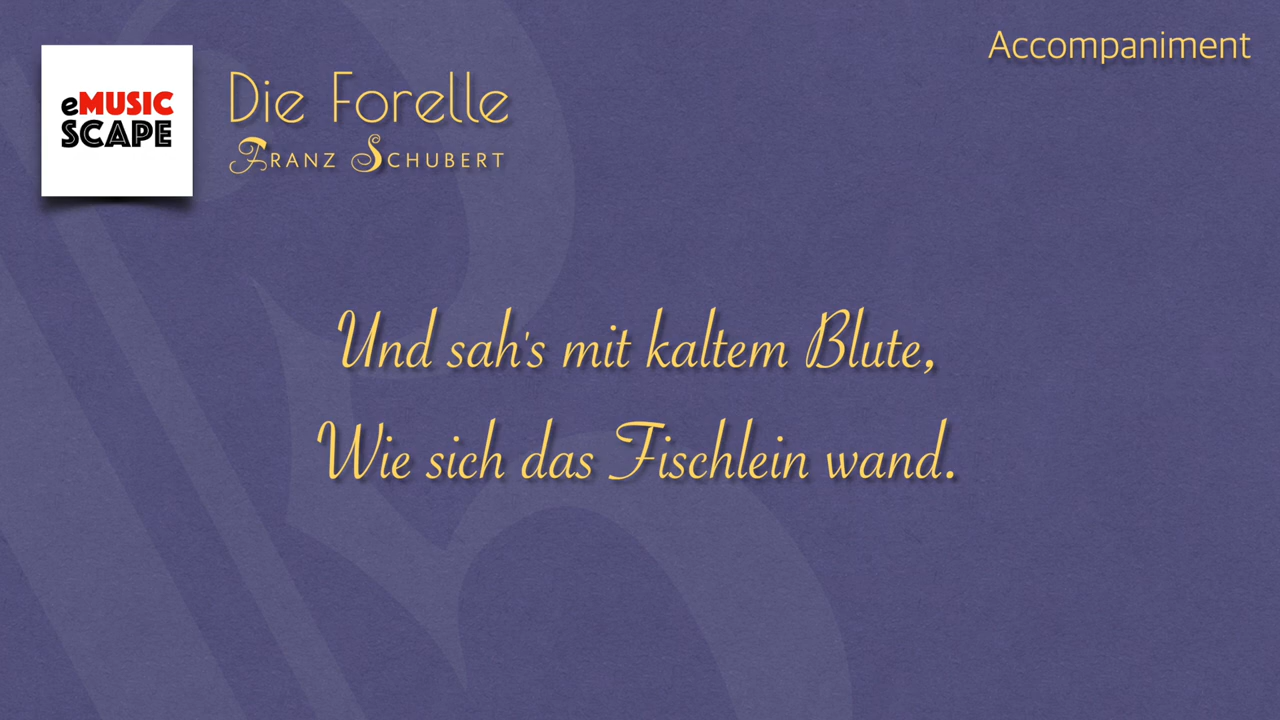 eMUSIC
SCAPE
Die Forelle
Franz Schubert
Accompaniment
Und sah's mit kaltem Blute,
Wie sich das Fischlein wand.